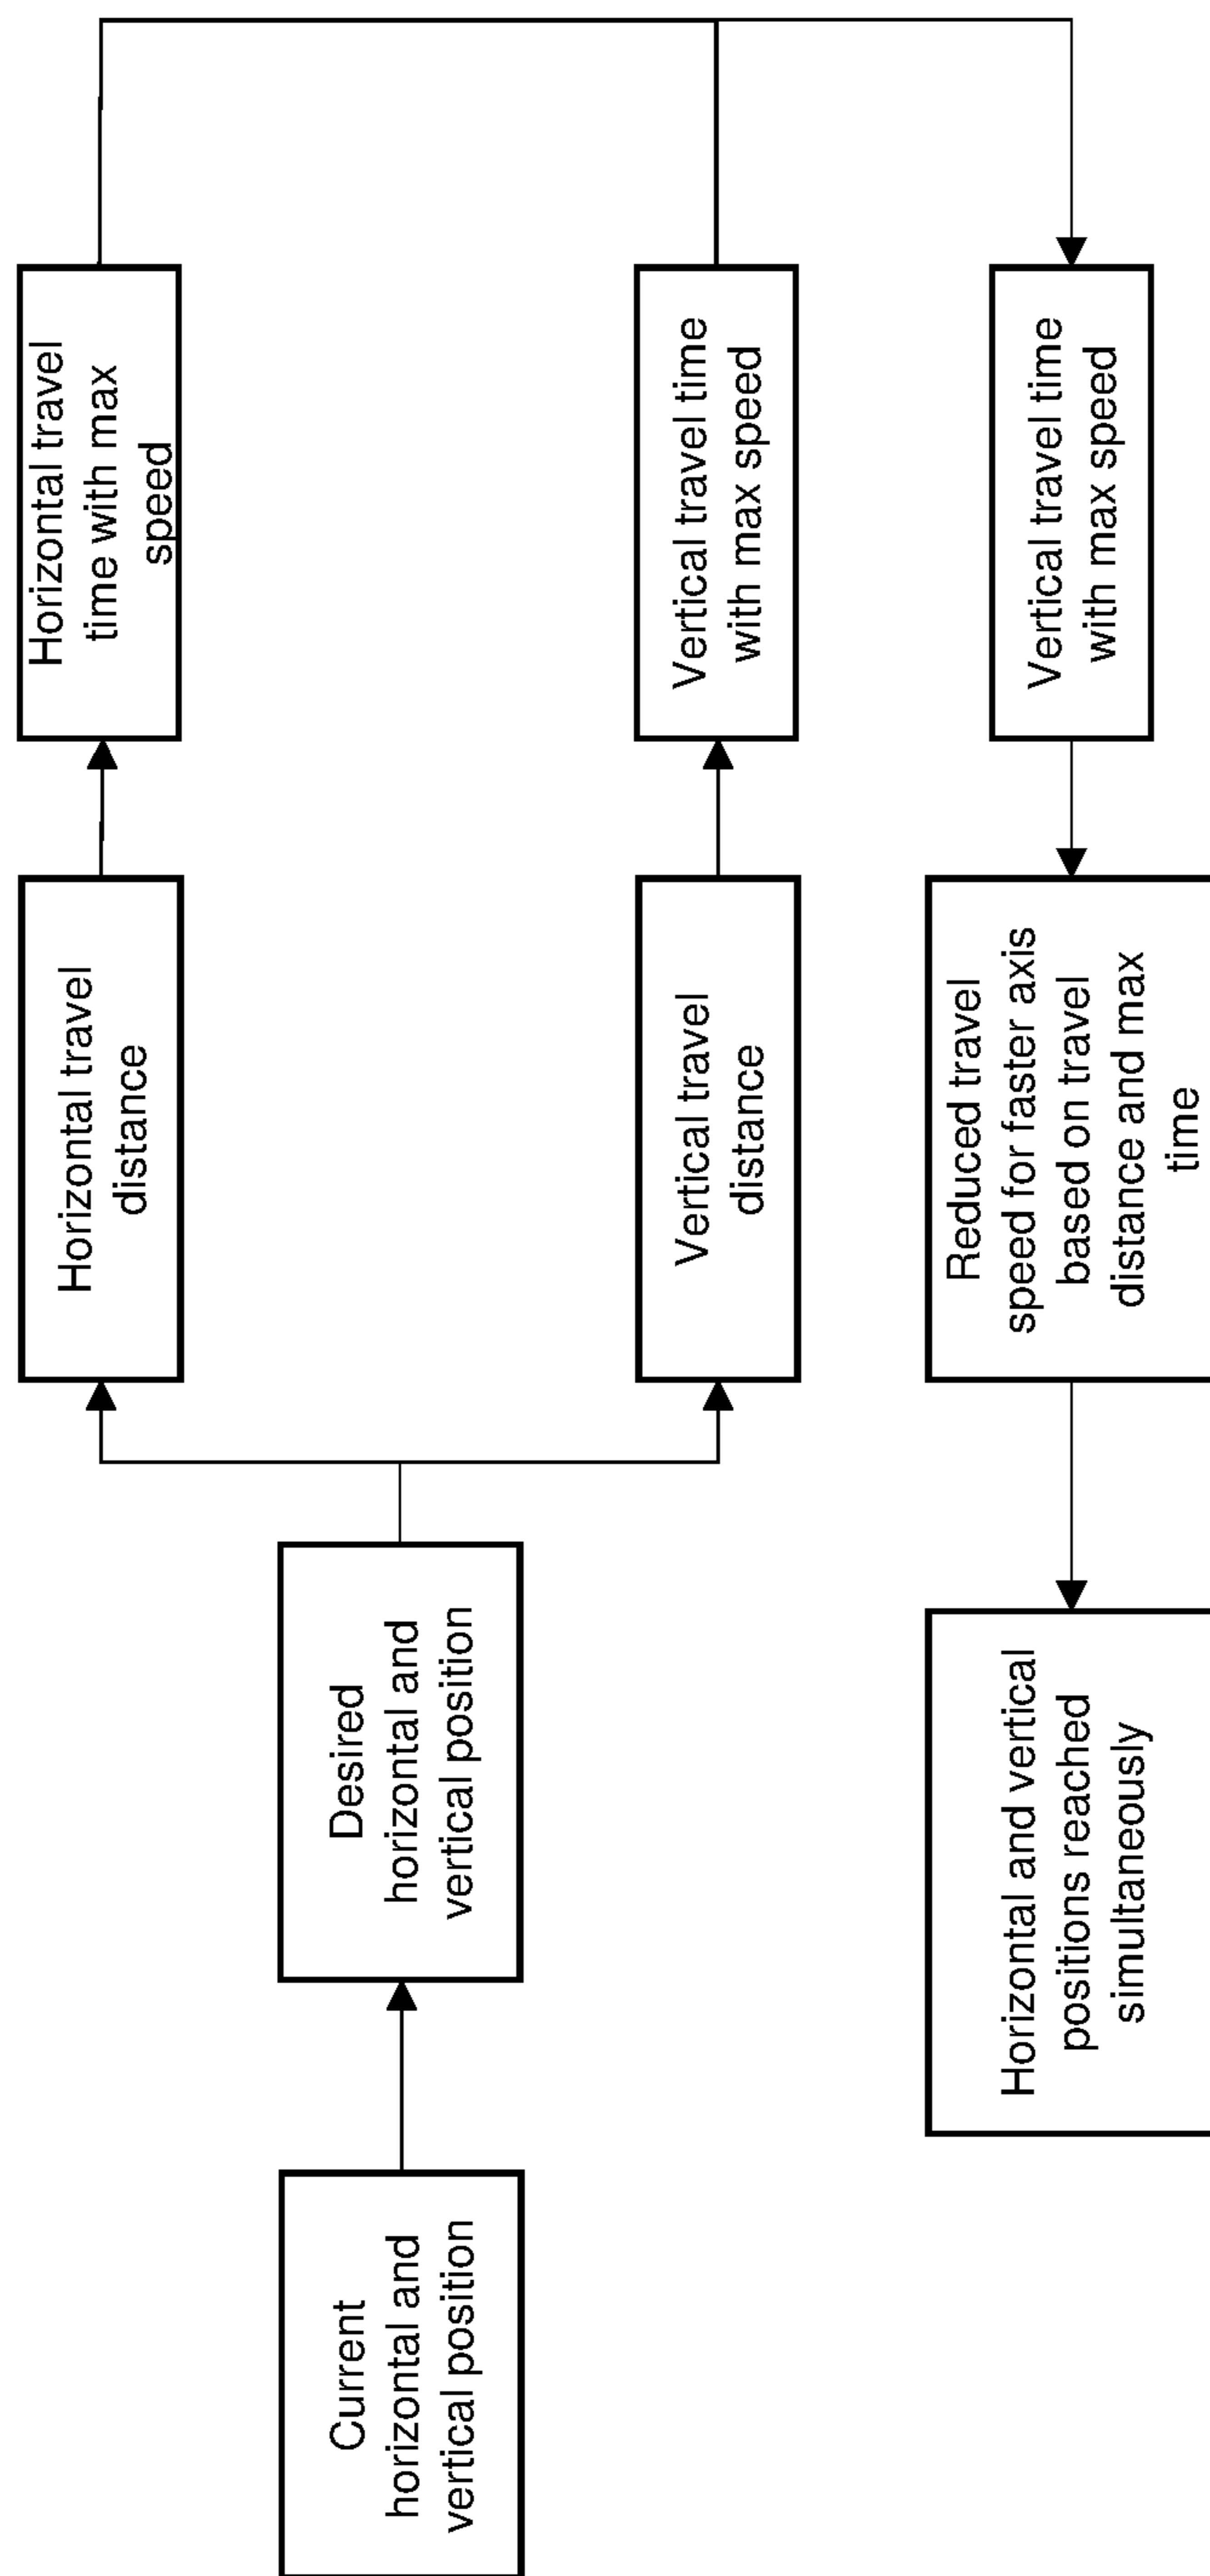 Current
horizontal and
vertical position
Desired
horizontal and
vertical position
Horizontal travel
distance
Horizontal travel
time with max
speed
Vertical travel
distance
Vertical travel time
with max speed
Vertical travel time
with max speed
Reduced travel
speed for faster axis
based on travel
distance and max
time
Horizontal and vertical
positions reached
simultaneously